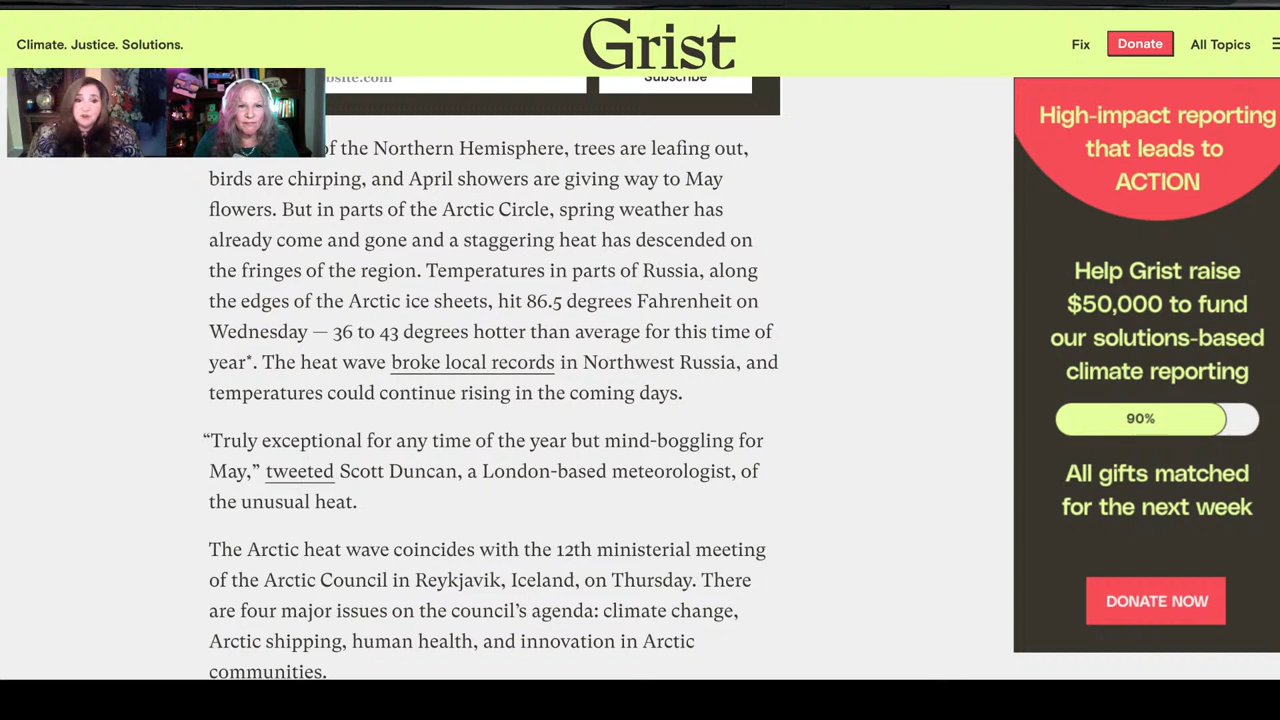 Climate. Justice. Solutions.
Grist
Fix
Donate
All Topics
Subscribe
of the Northern Hemisphere, trees are leafing out,
birds are chirping, and April showers are giving way to May
flowers. But in parts of the Arctic Circle, spring weather has
already come and gone and a staggering heat has descended on
the fringes of the region. Temperatures in parts of Russia, along
the edges of the Arctic ice sheets, hit 86.5 degrees Fahrenheit on
Wednesday — 36 to 43 degrees hotter than average for this time of
year*. The heat wave broke local records in Northwest Russia, and
temperatures could continue rising in the coming days.
“Truly exceptional for any time of the year but mind-boggling for
May,” tweeted Scott Duncan, a London-based meteorologist, of
the unusual heat.
The Arctic heat wave coincides with the 12th ministerial meeting
of the Arctic Council in Reykjavik, Iceland, on Thursday. There
are four major issues on the council’s agenda: climate change,
Arctic shipping, human health, and innovation in Arctic
communities.
High-impact reporting
that leads to
ACTION
Help Grist raise
$50,000 to fund
our solutions-based
climate reporting
90%
All gifts matched
for the next week
DONATE NOW